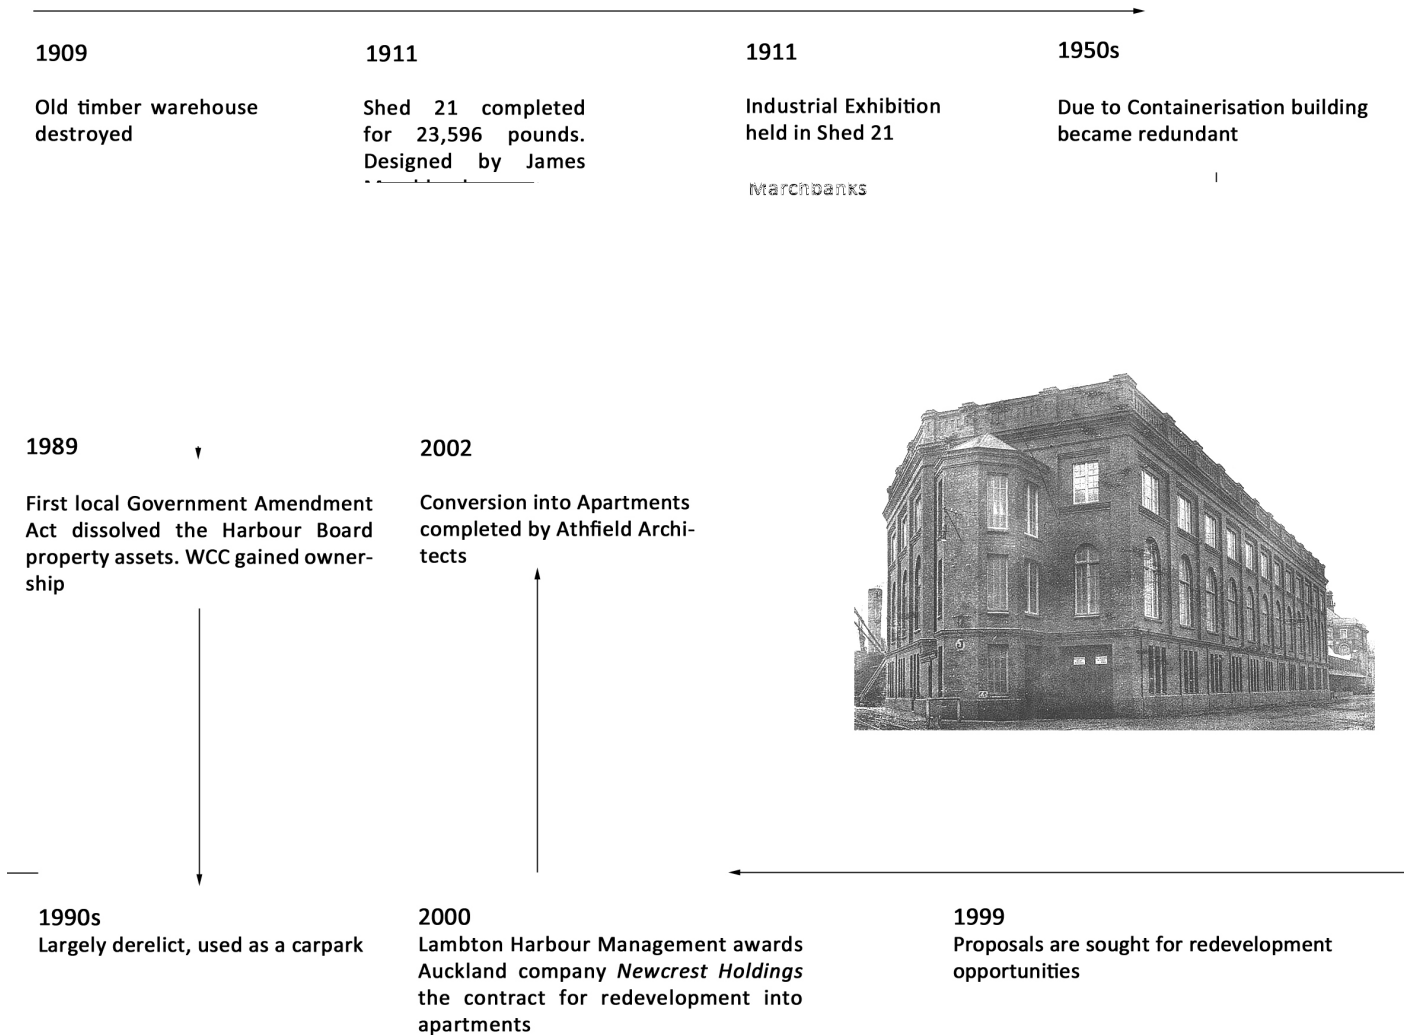 1909
Old timber warehouse
destroyed
1911
Shed 21 completed
for 23,596 pounds.
Designed by James
Marchbanks
1911
Industrial Exhibition
held in Shed 21
1950s
Due to Containerisation building
became redundant
1989
First local Government Amendment
Act dissolved the Harbour Board
property assets. WCC gained owner-
ship
2002
Conversion into Apartments
completed by Athfield Archi-
tects
1990s
Largely derelict, used as a carpark
2000
Lambton Harbour Management awards
Auckland company Newcrest Holdings
the contract for redevelopment into
apartments
1999
Proposals are sought for redevelopment
opportunities